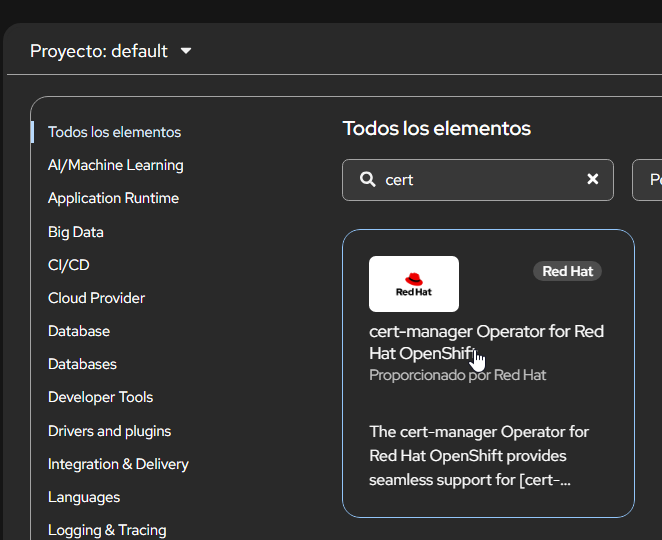 Proyecto: default
Todos los elementos
AI/Machine Learning
Application Runtime
Big Data
CI/CD
Cloud Provider
Database
Databases
Developer Tools
Drivers and plugins
Integration & Delivery
Languages
Logging & Tracing
Todos los elementos
cert
Red Hat
Red Hat
cert-manager Operator for Red
Hat OpenShift
Proporcionado por Red Hat
The cert-manager Operator for
Red Hat OpenShift provides
seamless support for [cert-...